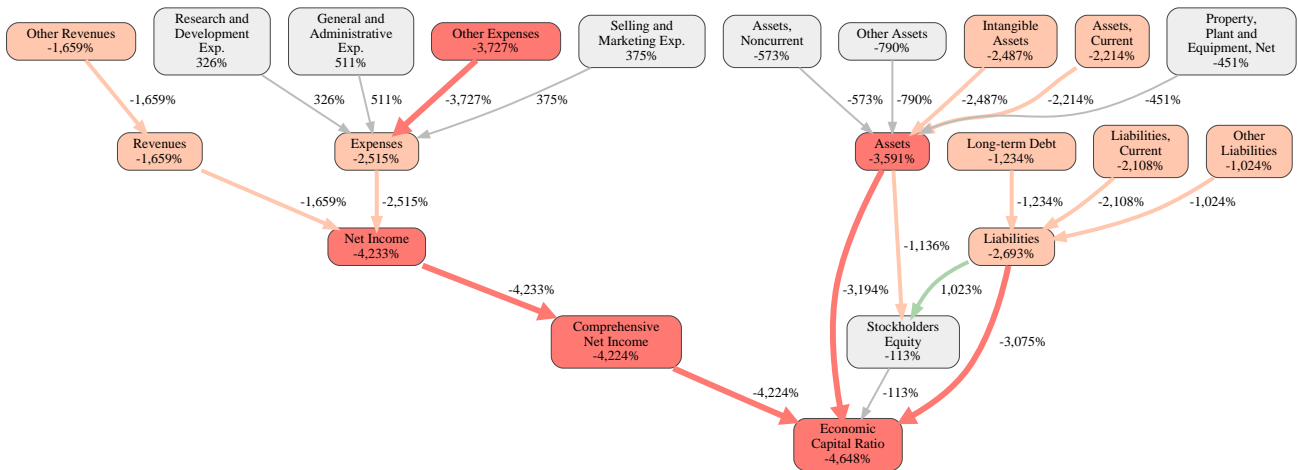 Other Revenues
-1,659%
Research and
Development
Exp.
326%
General and
Administrative
Exp.
511%
Other Expenses
-3,727%
Selling and
Marketing Exp.
375%
Assets,
Noncurrent
-573%
Other Assets
-790%
Intangible
Assets
-2,487%
Assets,
Current
-2,214%
Property,
Plant and
Equipment, Net
-451%
-1,659%
326%
511%
-3,727%
375%
-573%
-790%
-2,487%
-2,214%
-451%
Revenues
-1,659%
Expenses
-2,515%
Assets
-3,591%
Long-term Debt
-1,234%
Liabilities,
Current
-2,108%
Other
Liabilities
-1,024%
-1,659%
-2,515%
-1,234%
-2,108%
-1,024%
Net Income
-4,233%
-1,136%
Liabilities
-2,693%
-4,233%
-3,194%
1,023%
Comprehensive
Net Income
-4,224%
Stockholders
Equity
-113%
-3,075%
-4,224%
-113%
Economic
Capital Ratio
-4,648%